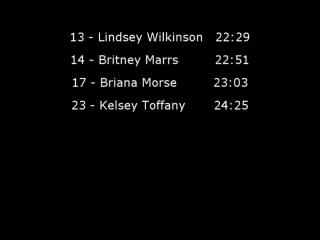 13 - Lindsey Wilkinson 22:29
14 - Britney Marrs 22:51
17 - Briana Morse 23:03
23 - Kelsey Toffany 24:25